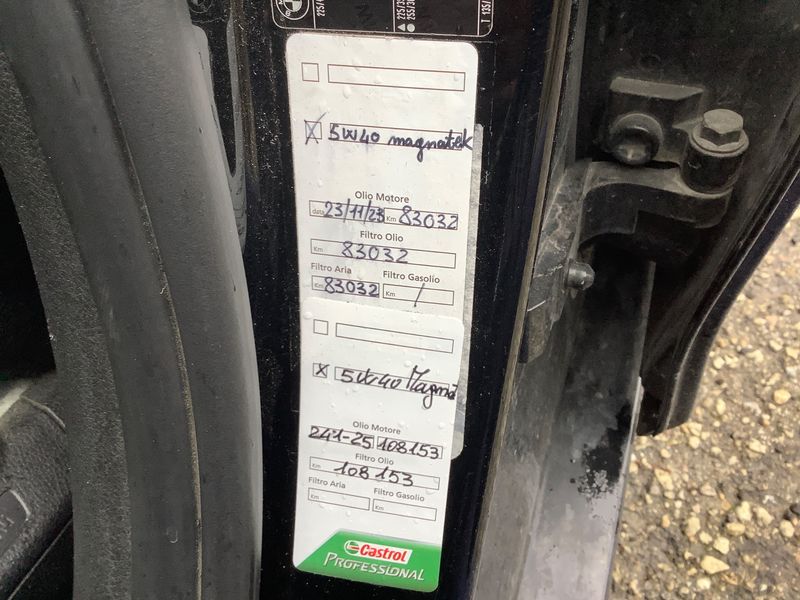 5W40 magnatek
Olio Motore
data 23/11/23 Km 83032
Filtro Olio
Km 83032
Filtro Aria Filtro Gasolio
Km 83032 Km /
5W40 Magna
Olio Motore
241-25 108153
Filtro Olio
Km 108153
Filtro Aria Filtro Gasolio
Km Km
Castrol
PROFESSIONAL